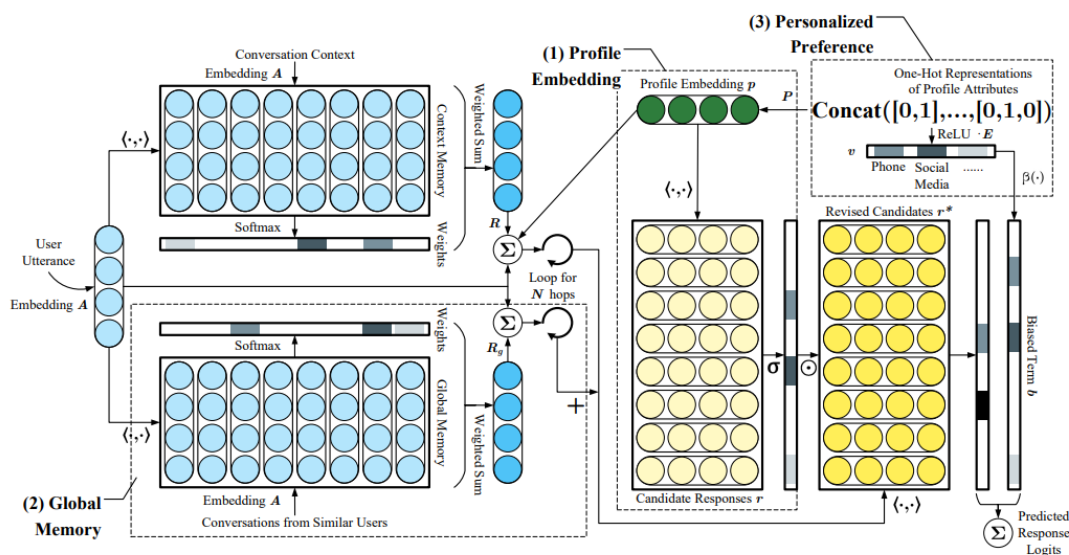 (3) Personalized
Preference
(1) Profile
Embedding
Conversation Context
Embedding A
Context Memory
Weighted Sum
Softmax
Weights
R
Σ
User
Utterance
Embedding A
⟨·,·⟩
Loop for
N hops
Weights
Softmax
Σ
R_g
Global Memory
Weighted Sum
⟨·,·⟩
+
Embedding A
Conversations from Similar Users
(2) Global
Memory
Profile Embedding p
P
⟨·,·⟩
Candidate Responses r
σ
⊙
One-Hot Representations
of Profile Attributes
Concat([0,1],...,[0,1,0])
ReLU · E
v
Phone
Social
Media
......
β(·)
Revised Candidates r*
⟨·,·⟩
Biased Term b
Σ
Predicted
Response
Logits